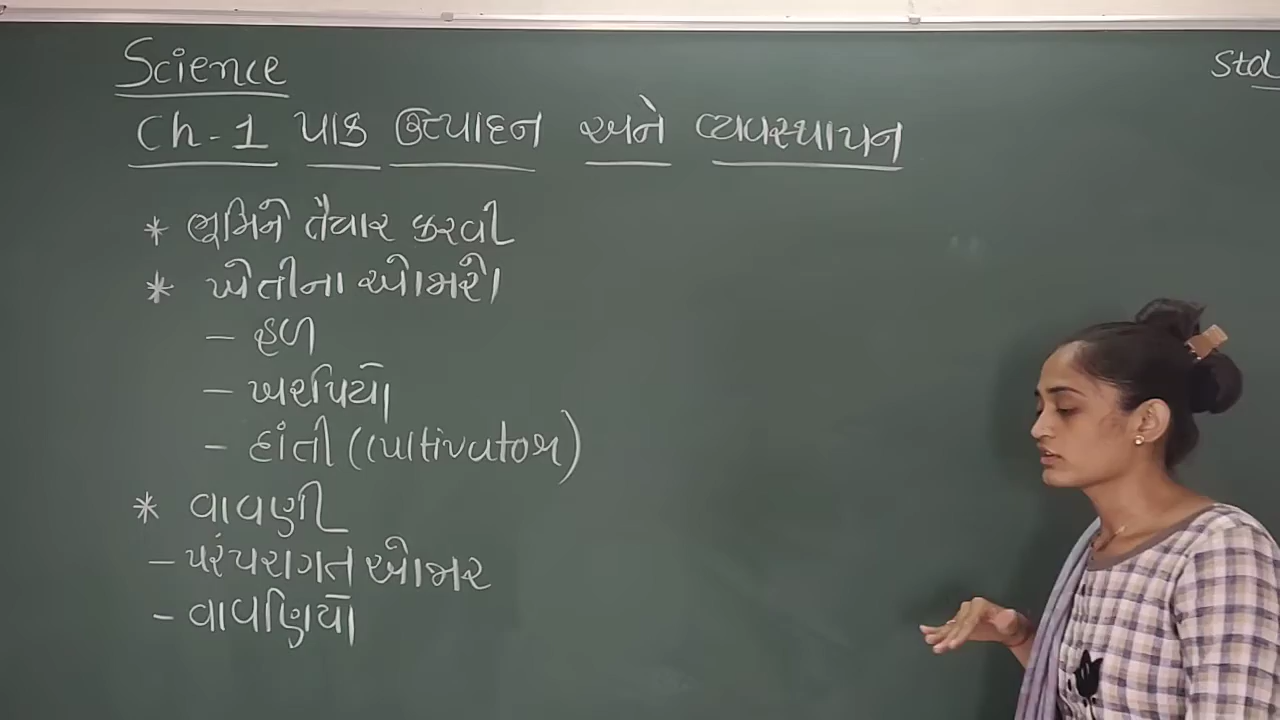 Science
Std
Ch-1 પાક ઉત્પાદન અને વ્યવસ્થાપન
* ભૂમિને તૈયાર કરવી
* ખેતીના ઓજારો
- હળ
- ખરપિયો
- દાંતી (Cultivator)
* વાવણી
- પરંપરાગત ઓજાર
- વાવણિયો